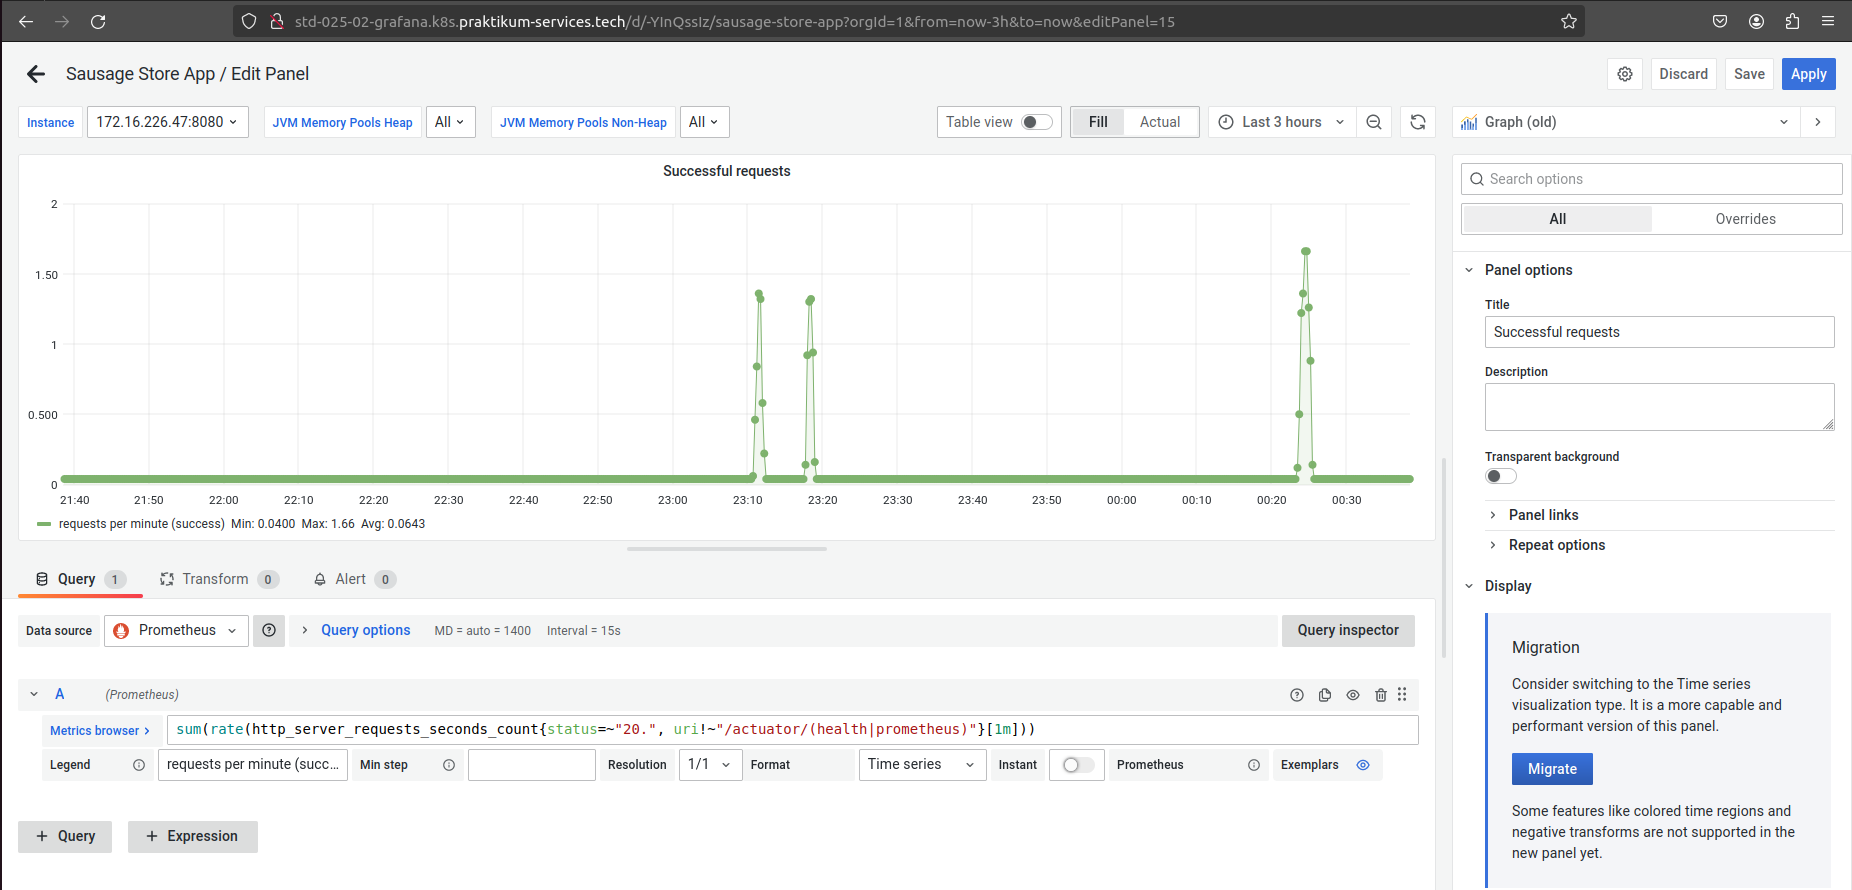 std-025-02-grafana.k8s.praktikum-services.tech/d/-YInQssIz/sausage-store-app?orgId=1&from=now-3h&to=now&editPanel=15
Sausage Store App / Edit Panel
Discard
Save
Apply
Instance
172.16.226.47:8080
JVM Memory Pools Heap
All
JVM Memory Pools Non-Heap
All
Table view
Fill
Actual
Last 3 hours
Graph (old)
Successful requests
2
1.50
1
0.500
0
21:40 21:50 22:00 22:10 22:20 22:30 22:40 22:50 23:00 23:10 23:20 23:30 23:40 23:50 00:00 00:10 00:20 00:30
requests per minute (success) Min: 0.0400 Max: 1.66 Avg: 0.0643
Query 1
Transform 0
Alert 0
Data source
Prometheus
Query options
MD = auto = 1400
Interval = 15s
Query inspector
A
(Prometheus)
Metrics browser
sum(rate(http_server_requests_seconds_count{status=~"20.", uri!~"/actuator/(health|prometheus)"}[1m]))
Legend
requests per minute (succ...
Min step
Resolution
1/1
Format
Time series
Instant
Prometheus
Exemplars
+ Query
+ Expression
Search options
All
Overrides
Panel options
Title
Successful requests
Description
Transparent background
Panel links
Repeat options
Display
Migration
Consider switching to the Time series
visualization type. It is a more capable and
performant version of this panel.
Migrate
Some features like colored time regions and
negative transforms are not supported in the
new panel yet.